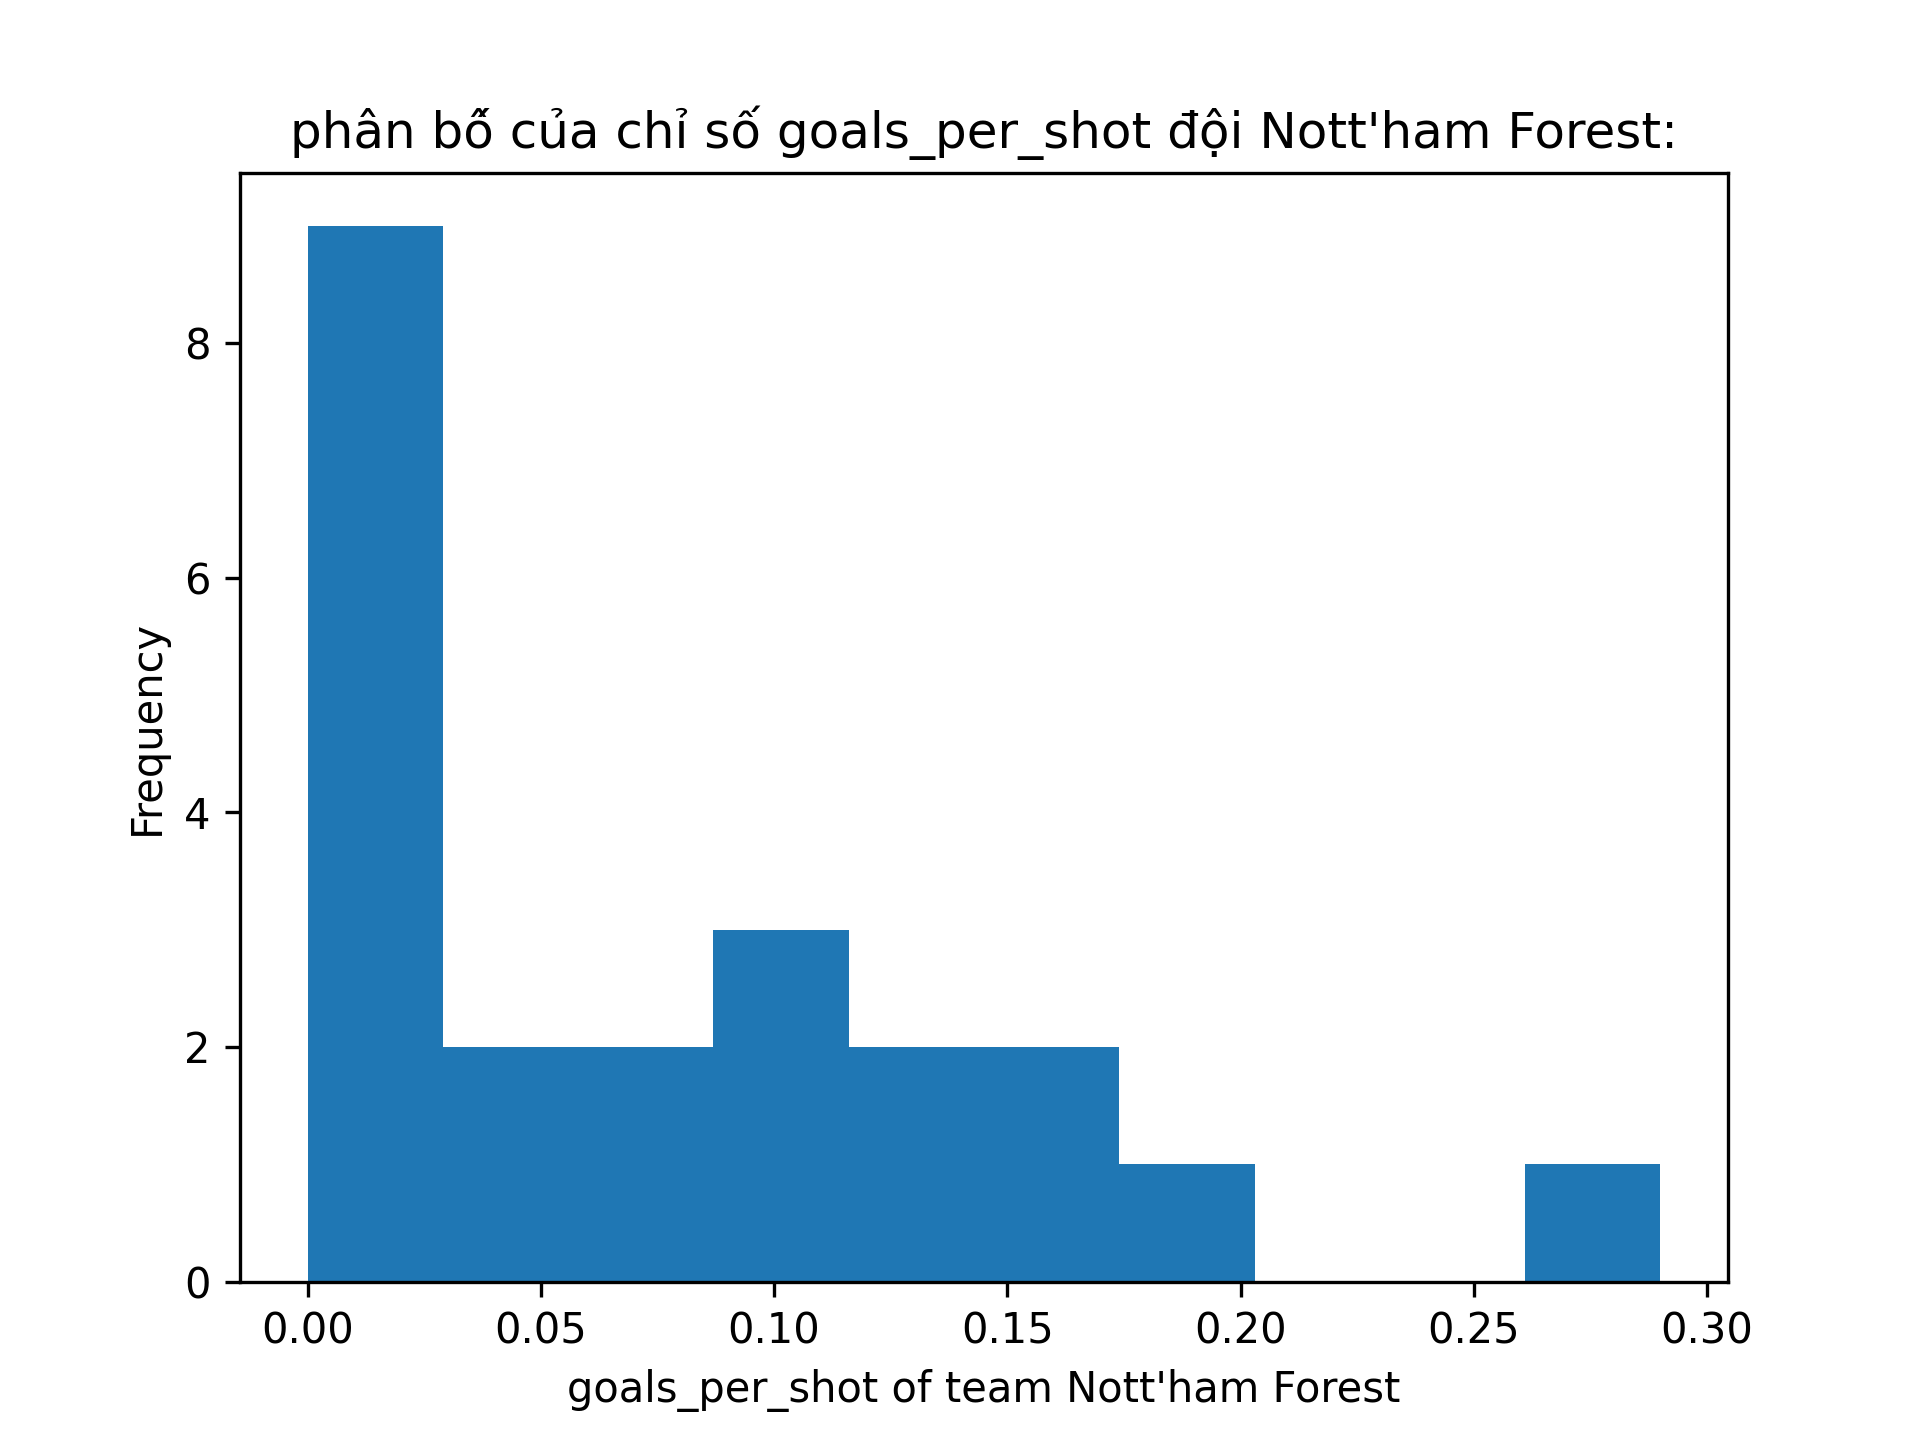 phân bố của chỉ số goals_per_shot đội Nott'ham Forest:
8
6
4
2
0
Frequency
0.00 0.05 0.10 0.15 0.20 0.25 0.30
goals_per_shot of team Nott'ham Forest